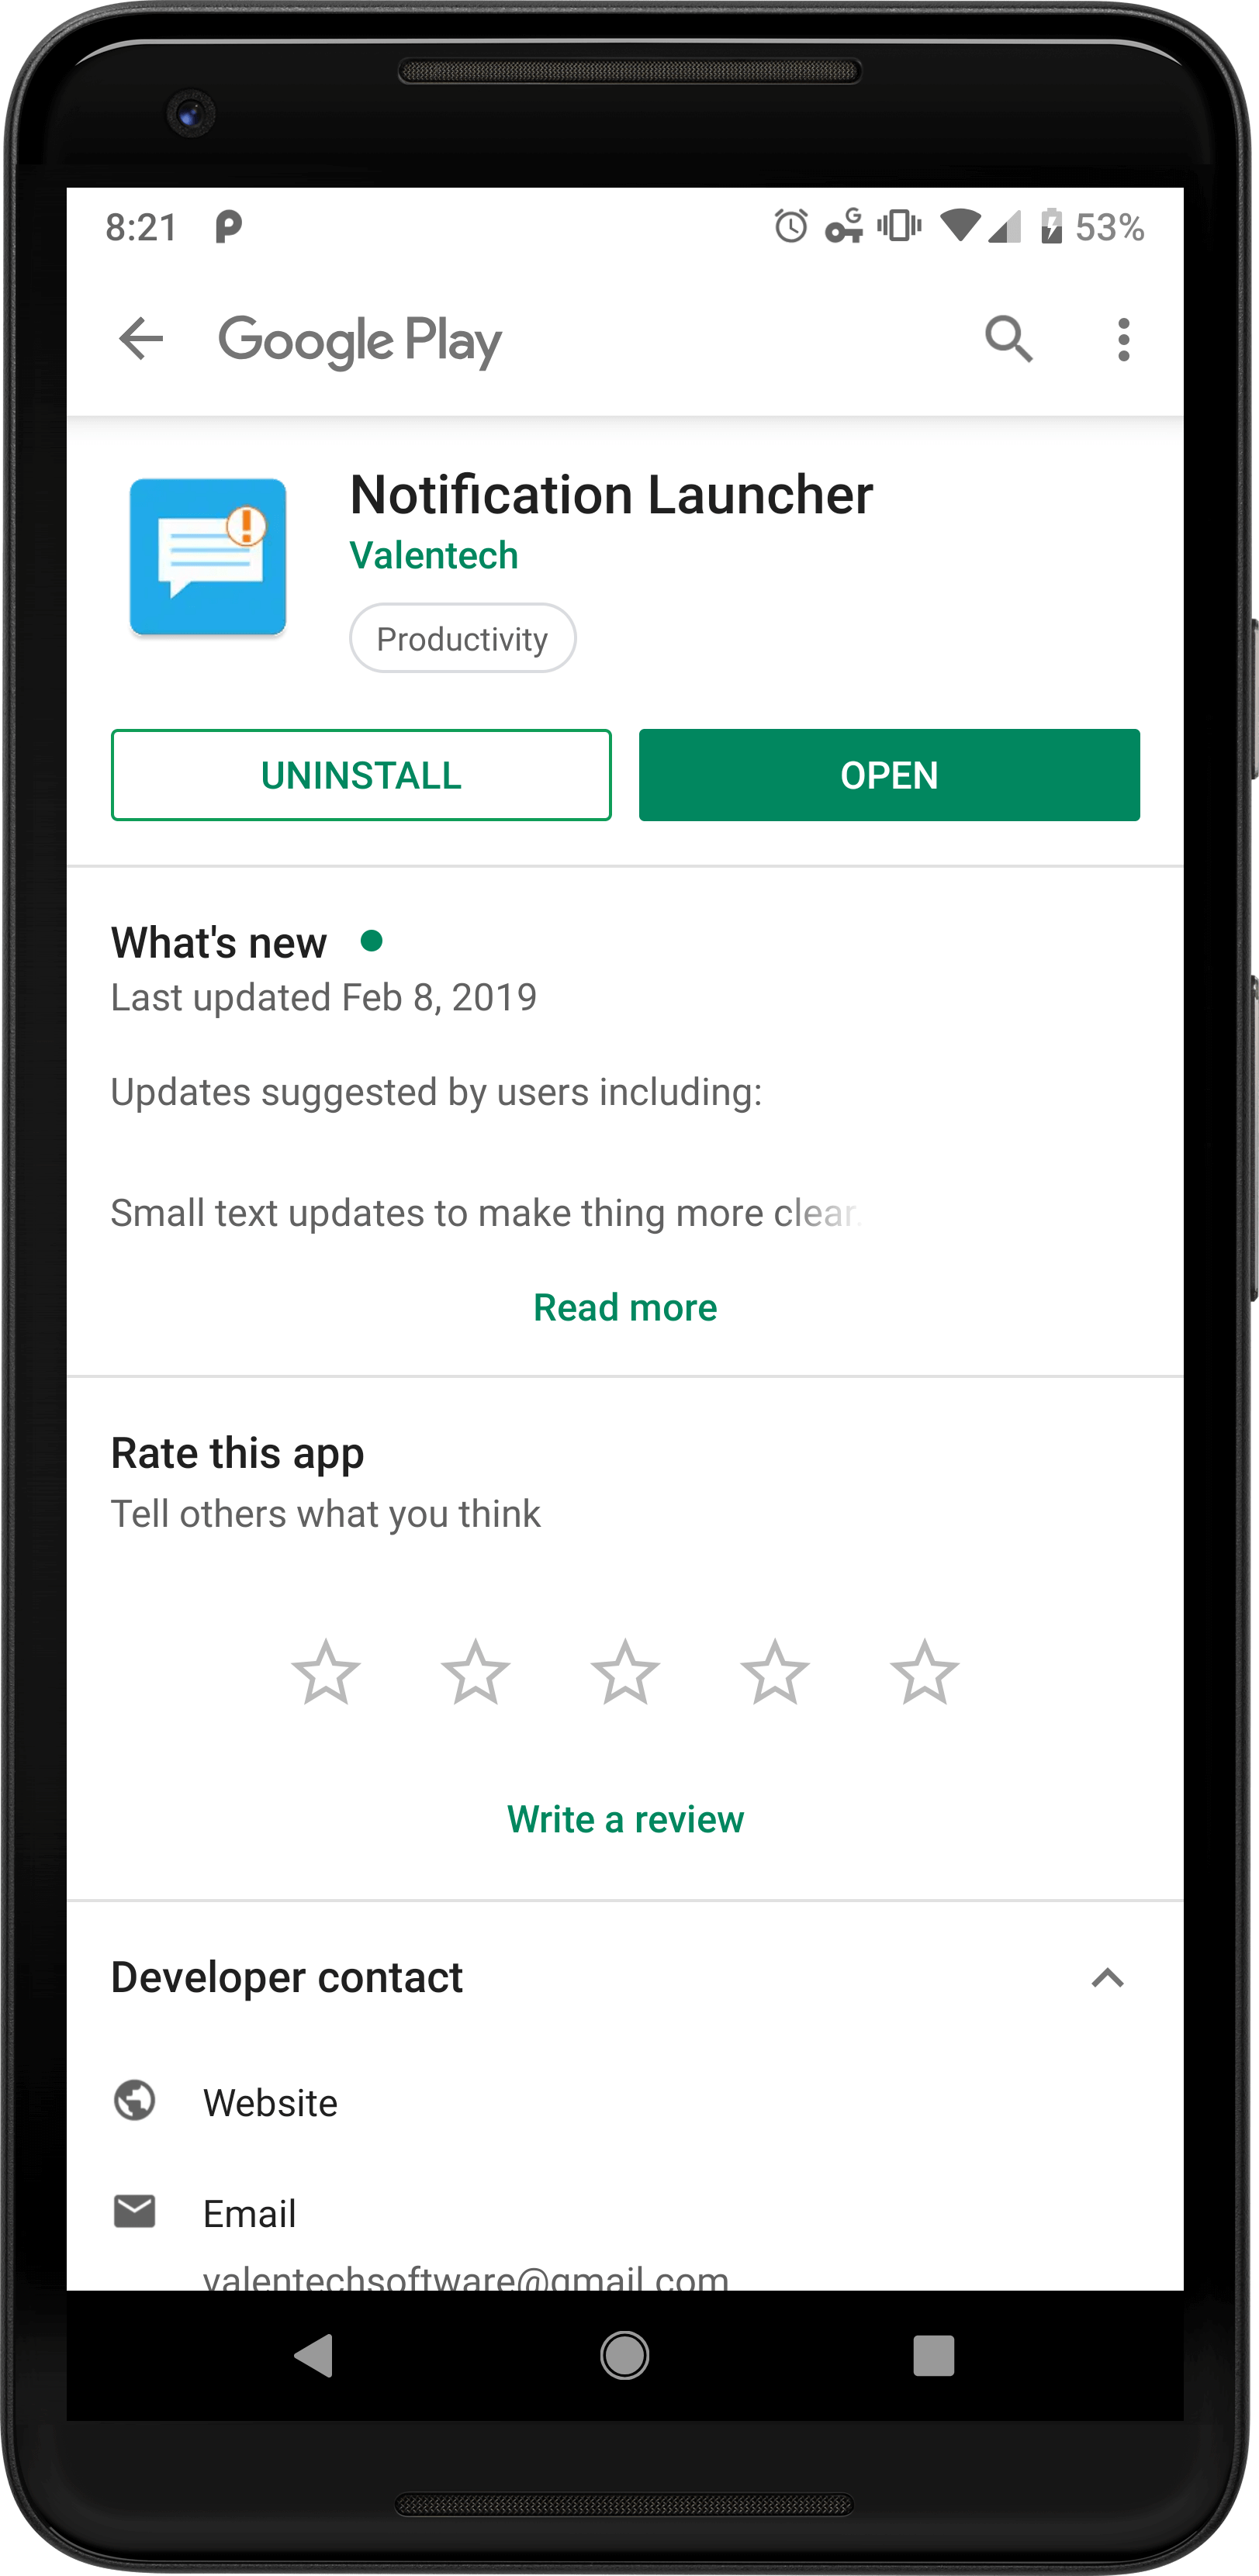 8:21
G
53%
Google Play
Notification Launcher
Valentech
Productivity
UNINSTALL
OPEN
What's new
Last updated Feb 8, 2019
Updates suggested by users including:
Small text updates to make thing more clear.
Read more
Rate this app
Tell others what you think
Write a review
Developer contact
Website
Email
valentechsoftware@gmail.com